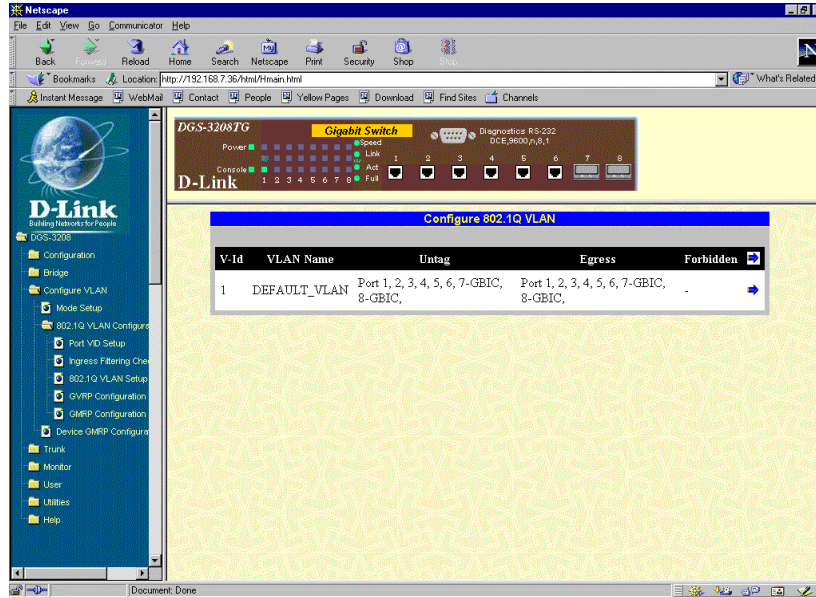 Netscape
File Edit View Go Communicator Help
Back Forward Reload Home Search Netscape Print Security Shop Stop
Bookmarks Location: http://192.168.7.36/html/Hmain.html What's Related
Instant Message WebMail Contact People Yellow Pages Download Find Sites Channels
D-Link
Building Networks for People
DGS-3208
Configuration
Bridge
Configure VLAN
Mode Setup
802.1Q VLAN Configura
Port VID Setup
Ingress Filtering Chec
802.1Q VLAN Setup
GVRP Configuration
GMRP Configuration
Device GMRP Configurat
Trunk
Monitor
User
Utilities
Help
DGS-3208TG
Gigabit Switch
Diagnostics RS-232
DCE,9600,n,8,1
Power
Speed
Link
Console
Act
Full
D-Link
1 2 3 4 5 6 7 8
1 2 3 4 5 6 7 8
Configure 802.1Q VLAN
V-Id VLAN Name Untag Egress Forbidden
1 DEFAULT_VLAN Port 1, 2, 3, 4, 5, 6, 7-GBIC, 8-GBIC, Port 1, 2, 3, 4, 5, 6, 7-GBIC, 8-GBIC, -
Document: Done